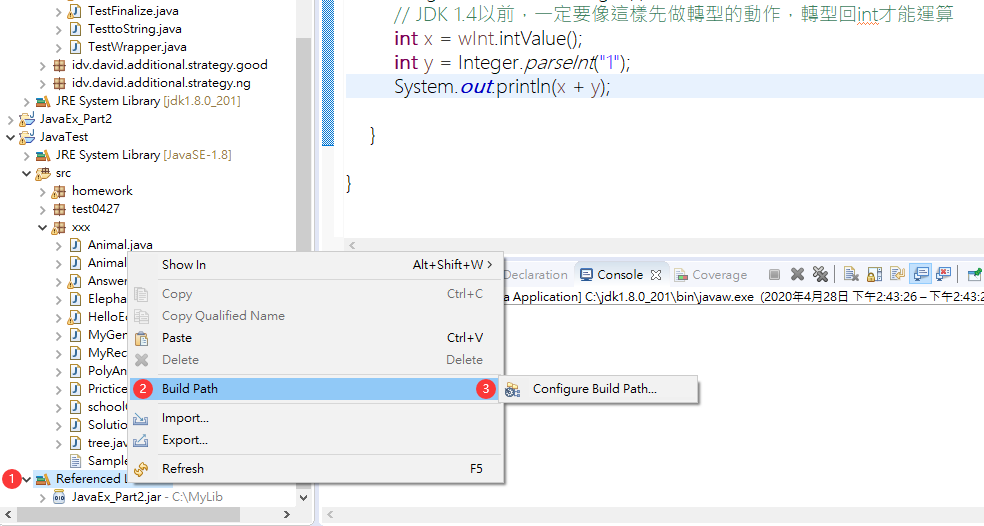 TestFinalize.java
TesttoString.java
TestWrapper.java
idv.david.additional.strategy.good
idv.david.additional.strategy.ng
JRE System Library [jdk1.8.0_201]
JavaEx_Part2
JavaTest
JRE System Library [JavaSE-1.8]
src
homework
test0427
xxx
Animal.java
Animal
Answer
Elepha
HelloEc
MyGen
MyRec
PolyAn
Prictice
school
Solutio
tree.jav
Sample
1
Referenced L
JavaEx_Part2.jar - C:\MyLib
// JDK 1.4以前，一定要像這樣先做轉型的動作，轉型回int才能運算
int x = wInt.intValue();
int y = Integer.parseInt("1");
System.out.println(x + y);
}
}
Show In Alt+Shift+W >
Copy Ctrl+C
Copy Qualified Name
Paste Ctrl+V
Delete Delete
2 Build Path 3
Configure Build Path...
Import...
Export...
Refresh F5
Declaration Console Coverage
a Application] C:\jdk1.8.0_201\bin\javaw.exe (2020年4月28日 下午2:43:26 – 下午2:43:2